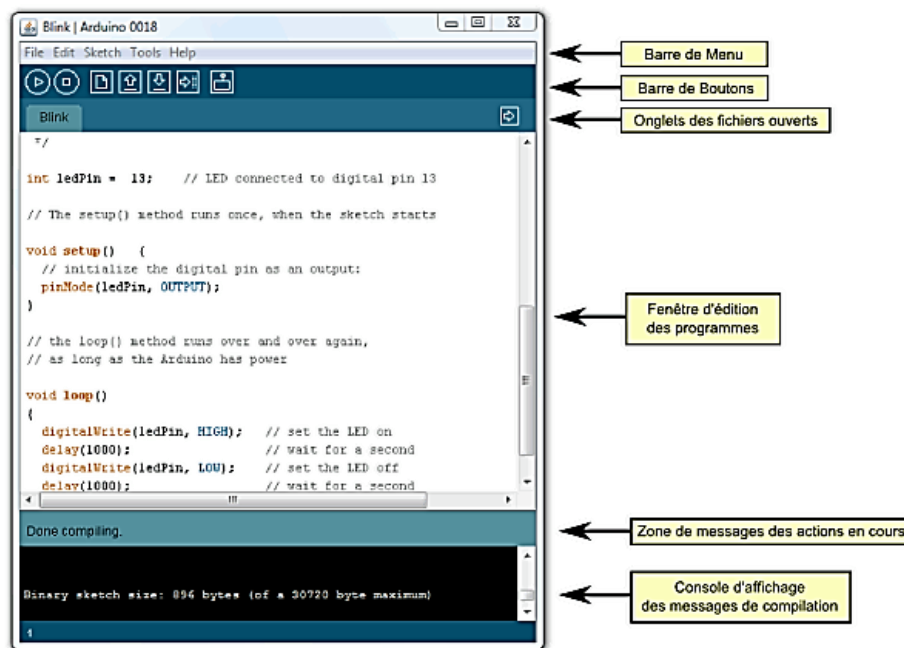 Blink | Arduino 0018
File Edit Sketch Tools Help
Barre de Menu
Barre de Boutons
Blink
Onglets des fichiers ouverts
*/
int ledPin = 13; // LED connected to digital pin 13
// The setup() method runs once, when the sketch starts
void setup() {
// initialize the digital pin as an output:
pinMode(ledPin, OUTPUT);
}
Fenêtre d'édition
des programmes
// the loop() method runs over and over again,
// as long as the Arduino has power
void loop()
{
digitalWrite(ledPin, HIGH); // set the LED on
delay(1000); // wait for a second
digitalWrite(ledPin, LOW); // set the LED off
delay(1000); // wait for a second
Done compiling.
Zone de messages des actions en cours
Binary sketch size: 896 bytes (of a 30720 byte maximum)
Console d'affichage
des messages de compilation
1